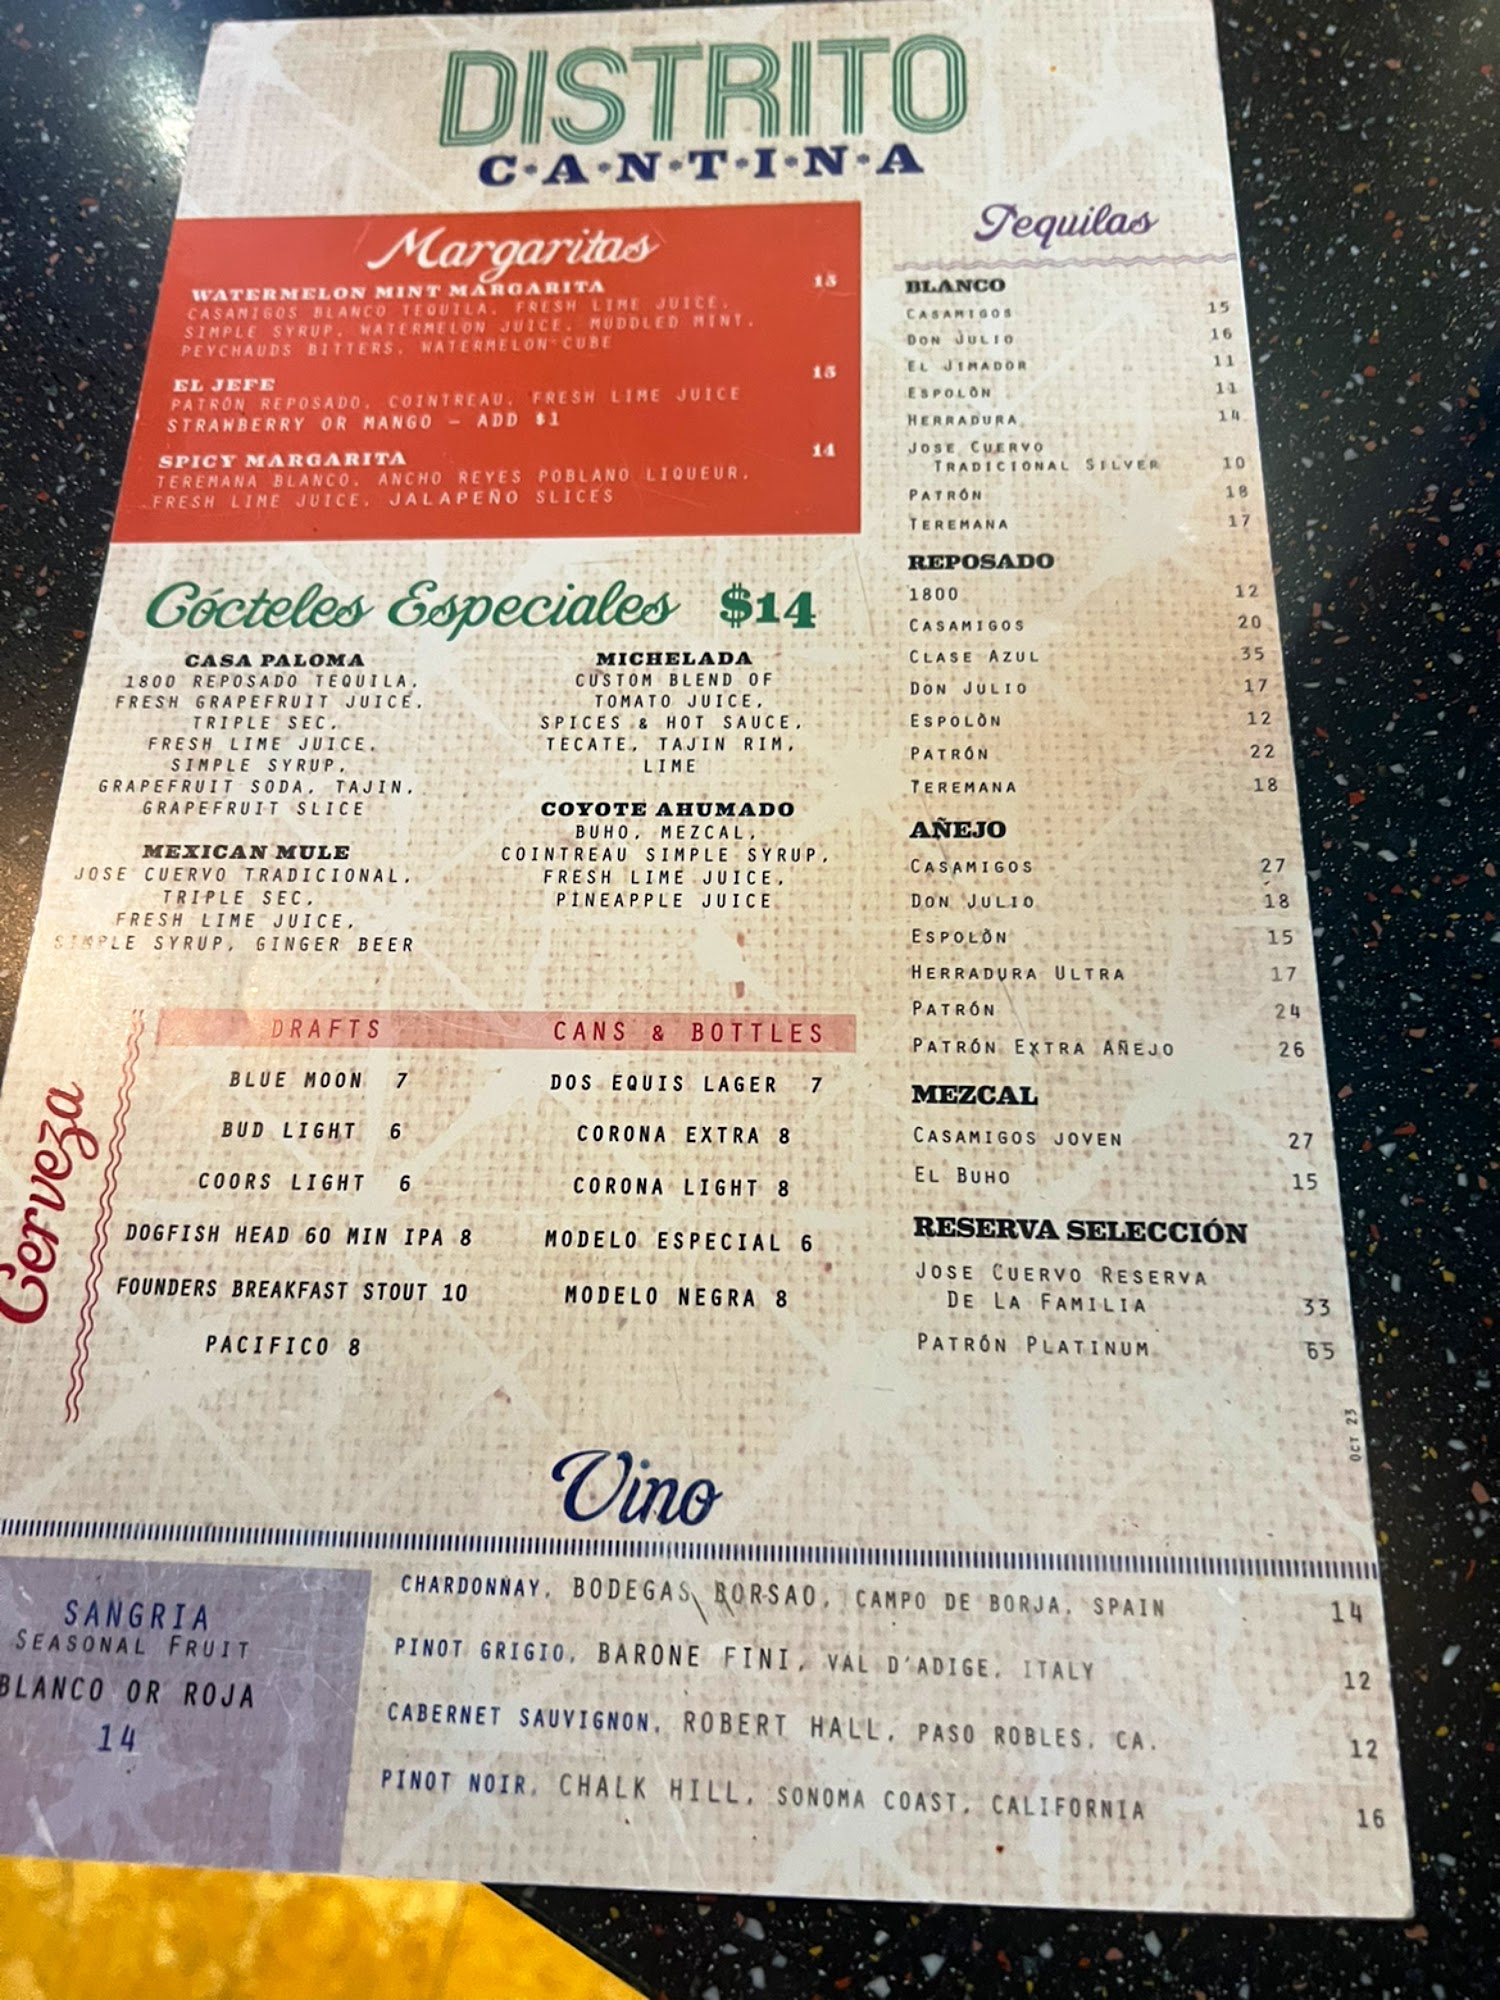 DISTRITO
C·A·N·T·I·N·A
Margaritas
WATERMELON MINT MARGARITA 15
CASAMIGOS BLANCO TEQUILA, FRESH LIME JUICE,
SIMPLE SYRUP, WATERMELON JUICE, MUDDLED MINT,
PEYCHAUDS BITTERS, WATERMELON CUBE
EL JEFE 15
PATRÓN REPOSADO, COINTREAU, FRESH LIME JUICE
STRAWBERRY OR MANGO – ADD $1
SPICY MARGARITA 14
TEREMANA BLANCO, ANCHO REYES POBLANO LIQUEUR,
FRESH LIME JUICE, JALAPEÑO SLICES
Cócteles Especiales $14
CASA PALOMA
1800 REPOSADO TEQUILA,
FRESH GRAPEFRUIT JUICE,
TRIPLE SEC,
FRESH LIME JUICE,
SIMPLE SYRUP,
GRAPEFRUIT SODA, TAJIN,
GRAPEFRUIT SLICE
MEXICAN MULE
JOSE CUERVO TRADICIONAL,
TRIPLE SEC,
FRESH LIME JUICE,
SIMPLE SYRUP, GINGER BEER
MICHELADA
CUSTOM BLEND OF
TOMATO JUICE,
SPICES & HOT SAUCE,
TECATE, TAJIN RIM,
LIME
COYOTE AHUMADO
BUHO, MEZCAL,
COINTREAU SIMPLE SYRUP,
FRESH LIME JUICE,
PINEAPPLE JUICE
Cerveza
DRAFTS
BLUE MOON 7
BUD LIGHT 6
COORS LIGHT 6
DOGFISH HEAD 60 MIN IPA 8
FOUNDERS BREAKFAST STOUT 10
PACIFICO 8
CANS & BOTTLES
DOS EQUIS LAGER 7
CORONA EXTRA 8
CORONA LIGHT 8
MODELO ESPECIAL 6
MODELO NEGRA 8
Tequilas
BLANCO
CASAMIGOS 15
DON JULIO 16
EL JIMADOR 11
ESPOLÒN 11
HERRADURA 14
JOSE CUERVO
TRADICIONAL SILVER 10
PATRÓN 18
TEREMANA 17
REPOSADO
1800 12
CASAMIGOS 20
CLASE AZUL 35
DON JULIO 17
ESPOLÒN 12
PATRÓN 22
TEREMANA 18
AÑEJO
CASAMIGOS 27
DON JULIO 18
ESPOLÒN 15
HERRADURA ULTRA 17
PATRÓN 24
PATRÓN EXTRA AÑEJO 26
MEZCAL
CASAMIGOS JOVEN 27
EL BUHO 15
RESERVA SELECCIÓN
JOSE CUERVO RESERVA
DE LA FAMILIA 33
PATRÓN PLATINUM 65
OCT 23
Vino
SANGRIA
SEASONAL FRUIT
BLANCO OR ROJA
14
CHARDONNAY, BODEGAS BORSAO, CAMPO DE BORJA, SPAIN 14
PINOT GRIGIO, BARONE FINI, VAL D'ADIGE, ITALY 12
CABERNET SAUVIGNON, ROBERT HALL, PASO ROBLES, CA. 12
PINOT NOIR, CHALK HILL, SONOMA COAST, CALIFORNIA 16